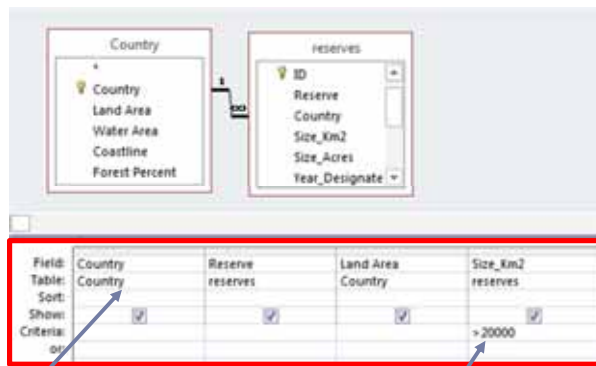 Country
*
Country
Land Area
Water Area
Coastline
Forest Percent
1
∞
reserves
ID
Reserve
Country
Size_Km2
Size_Acres
Year_Designate
Field: Country Reserve Land Area Size_Km2
Table: Country reserves Country reserves
Sort:
Show:
Criteria: >20000
or: